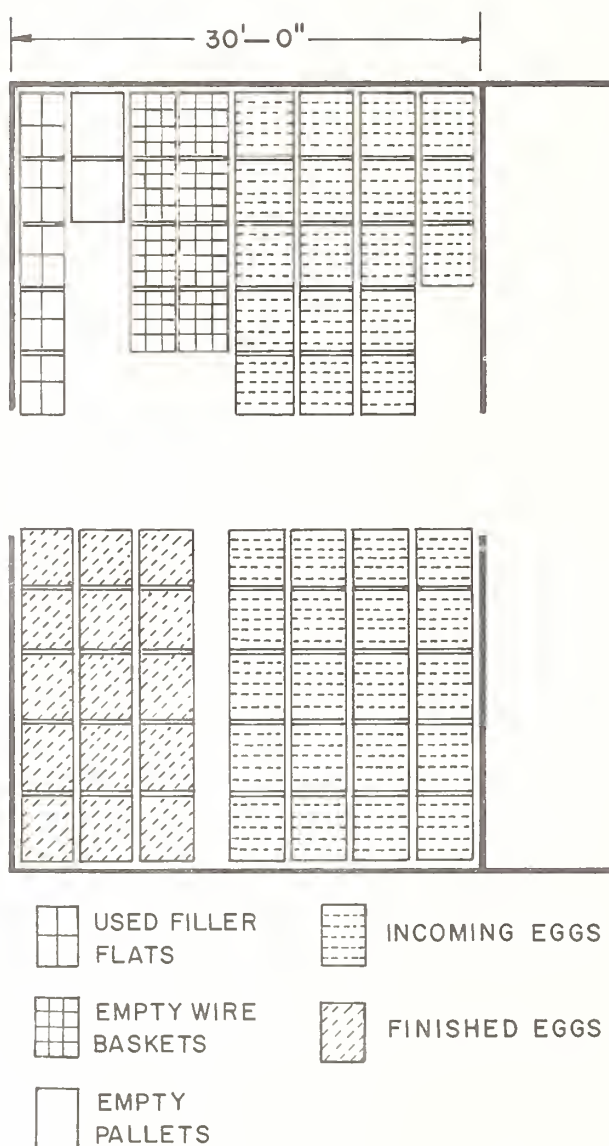 30'—0"
USED FILLER
FLATS
INCOMING EGGS
EMPTY WIRE
BASKETS
FINISHED EGGS
EMPTY
PALLETS